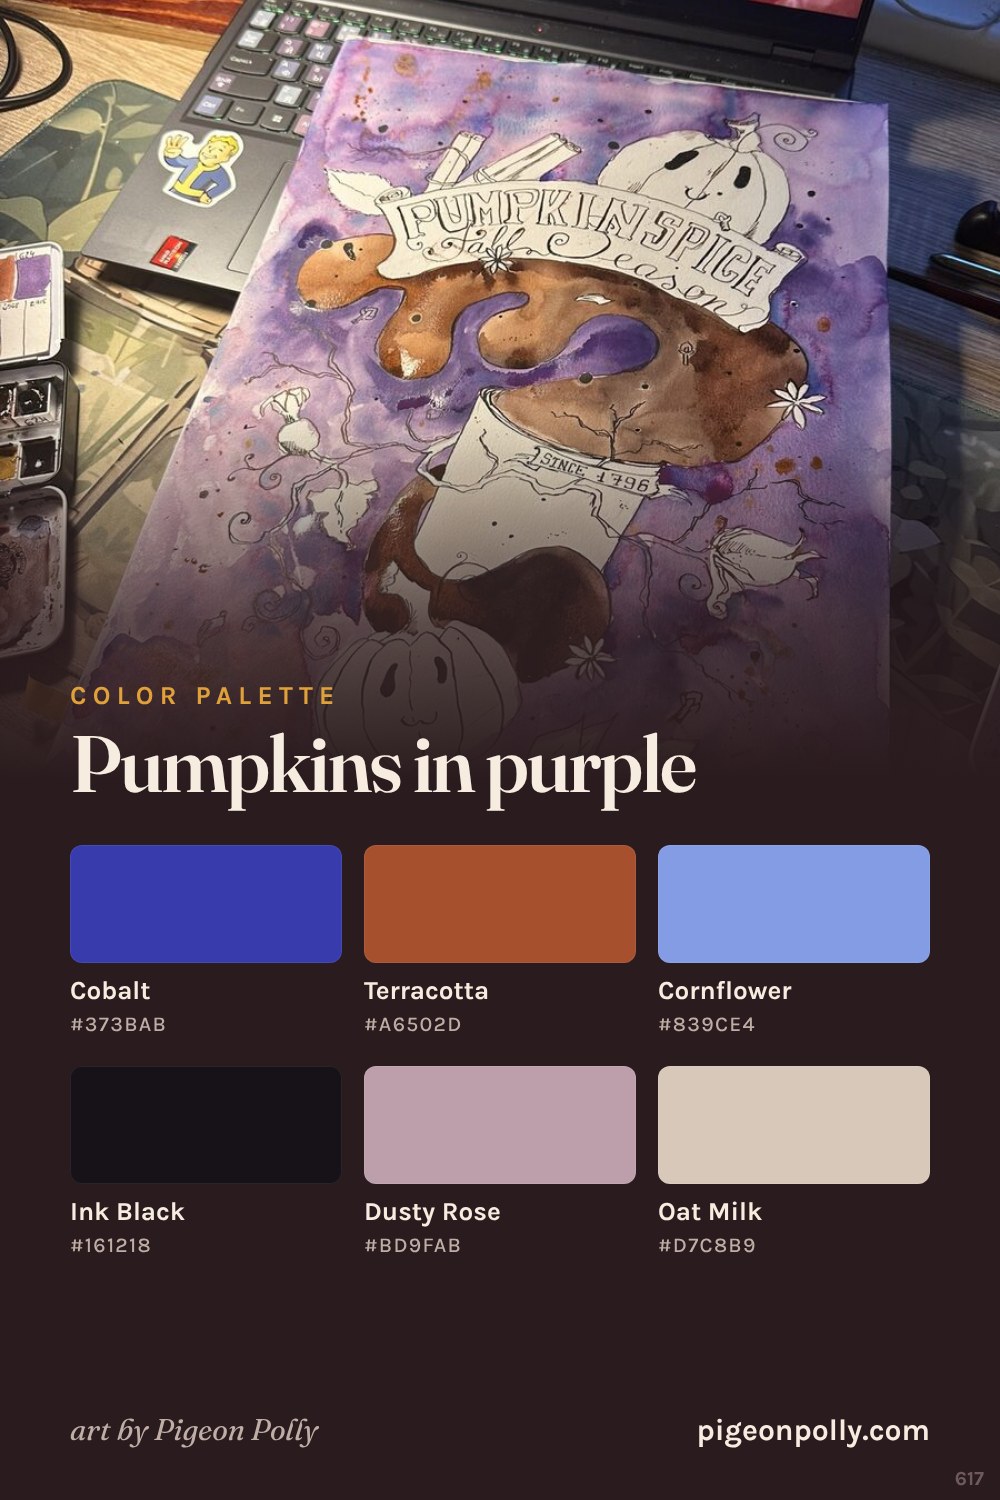 PUMPKIN SPICE
Fall Season
SINCE 1796
COLOR PALETTE
Pumpkins in purple
Cobalt
#373BAB
Terracotta
#A6502D
Cornflower
#839CE4
Ink Black
#161218
Dusty Rose
#BD9FAB
Oat Milk
#D7C8B9
art by Pigeon Polly
pigeonpolly.com
617